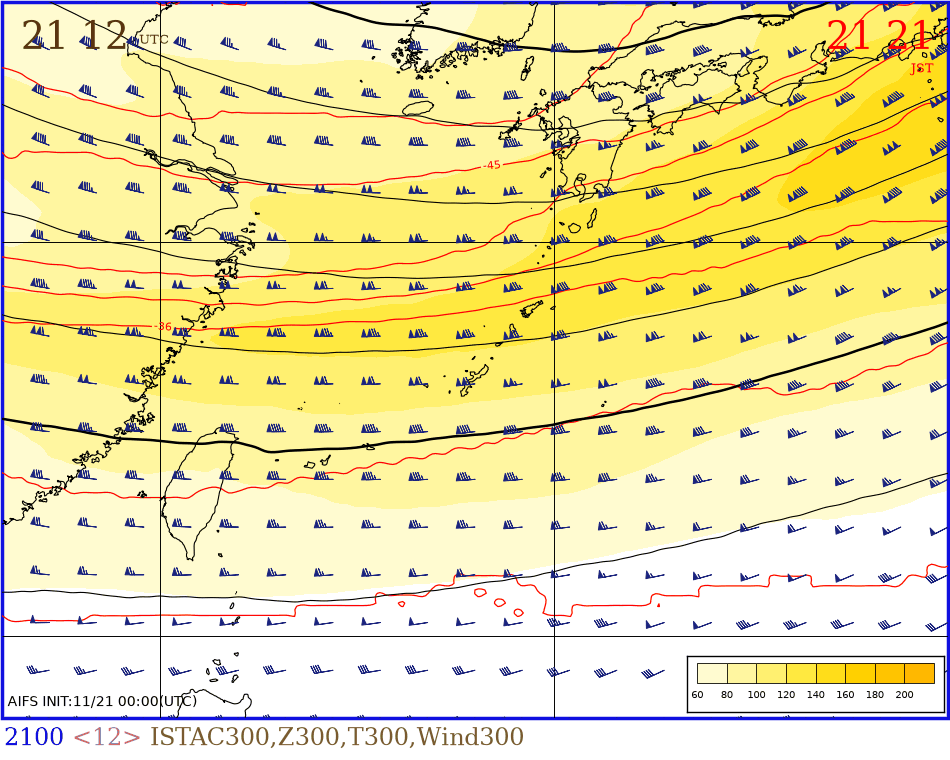 21 12 UTC
21 21
JST
-45
-36
60 80 100 120 140 160 180 200
AIFS INIT:11/21 00:00(UTC)
2100 <12> ISTAC300,Z300,T300,Wind300